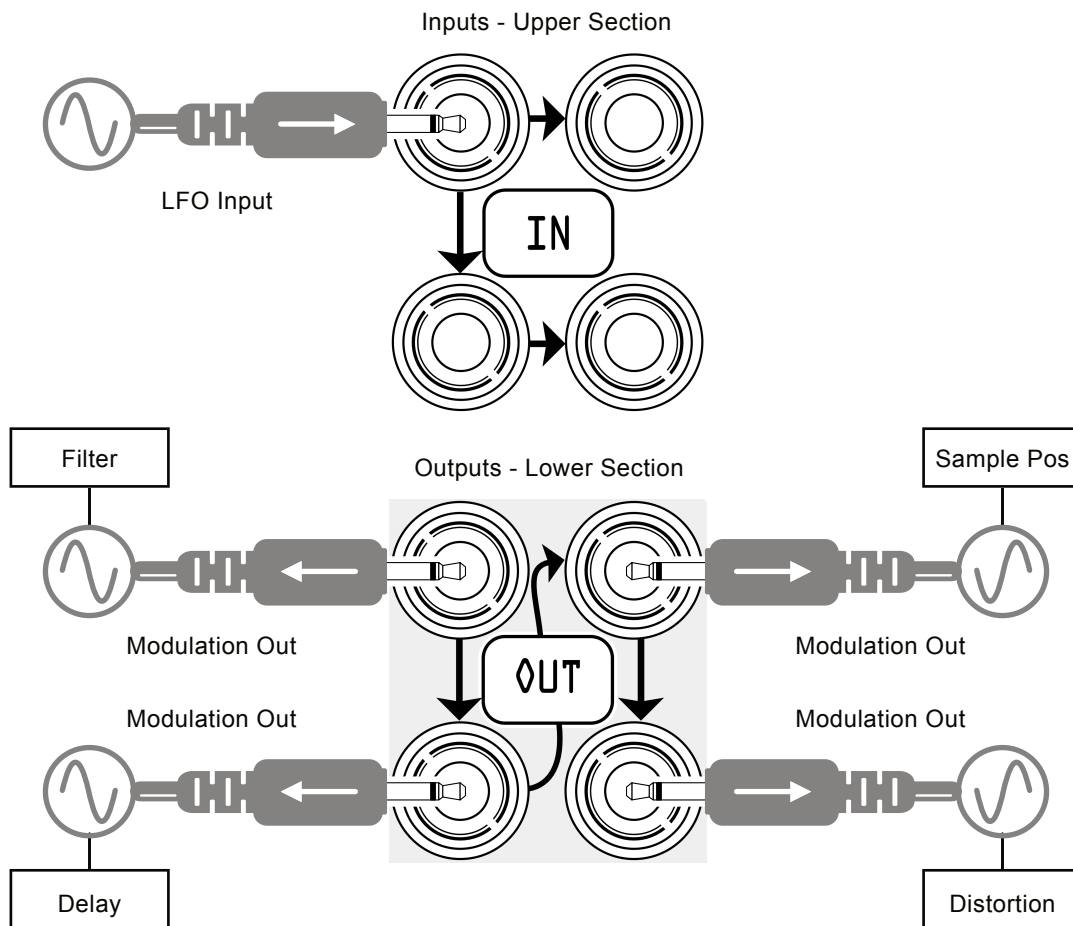 Inputs - Upper Section
LFO Input
IN
Filter
Outputs - Lower Section
Sample Pos
Modulation Out
Modulation Out
OUT
Modulation Out
Modulation Out
Delay
Distortion